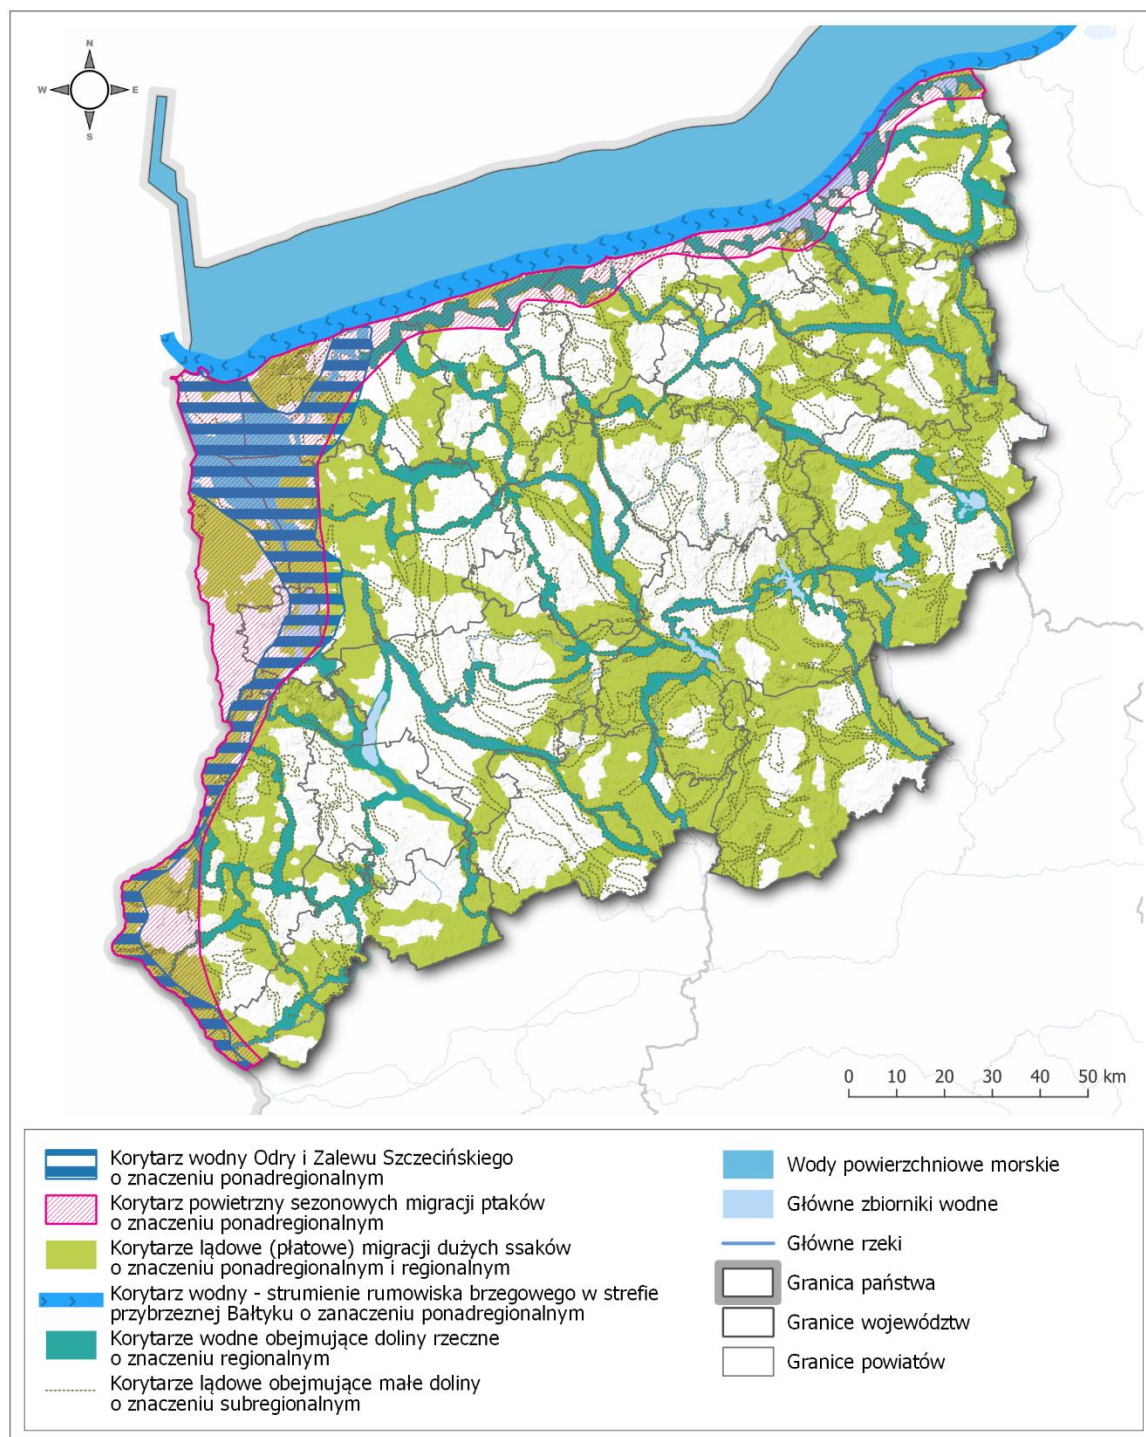 N
W
E
S
0 10 20 30 40 50 km
Korytarz wodny Odry i Zalewu Szczecińskiego
o znaczeniu ponadregionalnym
Korytarz powietrzny sezonowych migracji ptaków
o znaczeniu ponadregionalnym
Korytarze lądowe (płatowe) migracji dużych ssaków
o znaczeniu ponadregionalnym i regionalnym
Korytarz wodny - strumienie rumowiska brzegowego w strefie
przybrzeznej Bałtyku o zanaczeniu ponadregionalnym
Korytarze wodne obejmujące doliny rzeczne
o znaczeniu regionalnym
Korytarze lądowe obejmujące małe doliny
o znaczeniu subregionalnym
Wody powierzchniowe morskie
Główne zbiorniki wodne
Główne rzeki
Granica państwa
Granice województw
Granice powiatów